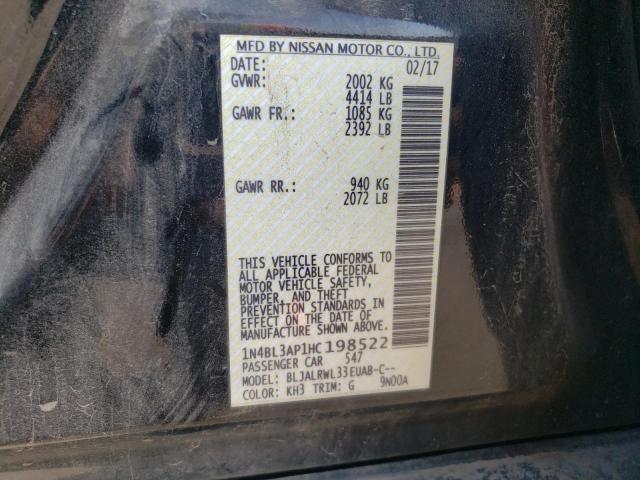 MFD BY NISSAN MOTOR CO., LTD.
DATE: 02/17
GVWR: 2002 KG
4414 LB
GAWR FR.: 1085 KG
2392 LB
GAWR RR.: 940 KG
2072 LB
THIS VEHICLE CONFORMS TO
ALL APPLICABLE FEDERAL
MOTOR VEHICLE SAFETY,
BUMPER, AND THEFT
PREVENTION STANDARDS IN
EFFECT ON THE DATE OF
MANUFACTURE SHOWN ABOVE.
1N4BL3AP1HC198522
PASSENGER CAR 547
MODEL: BLJALRWL33EUAB-C--
COLOR: KH3 TRIM: G 9N00A